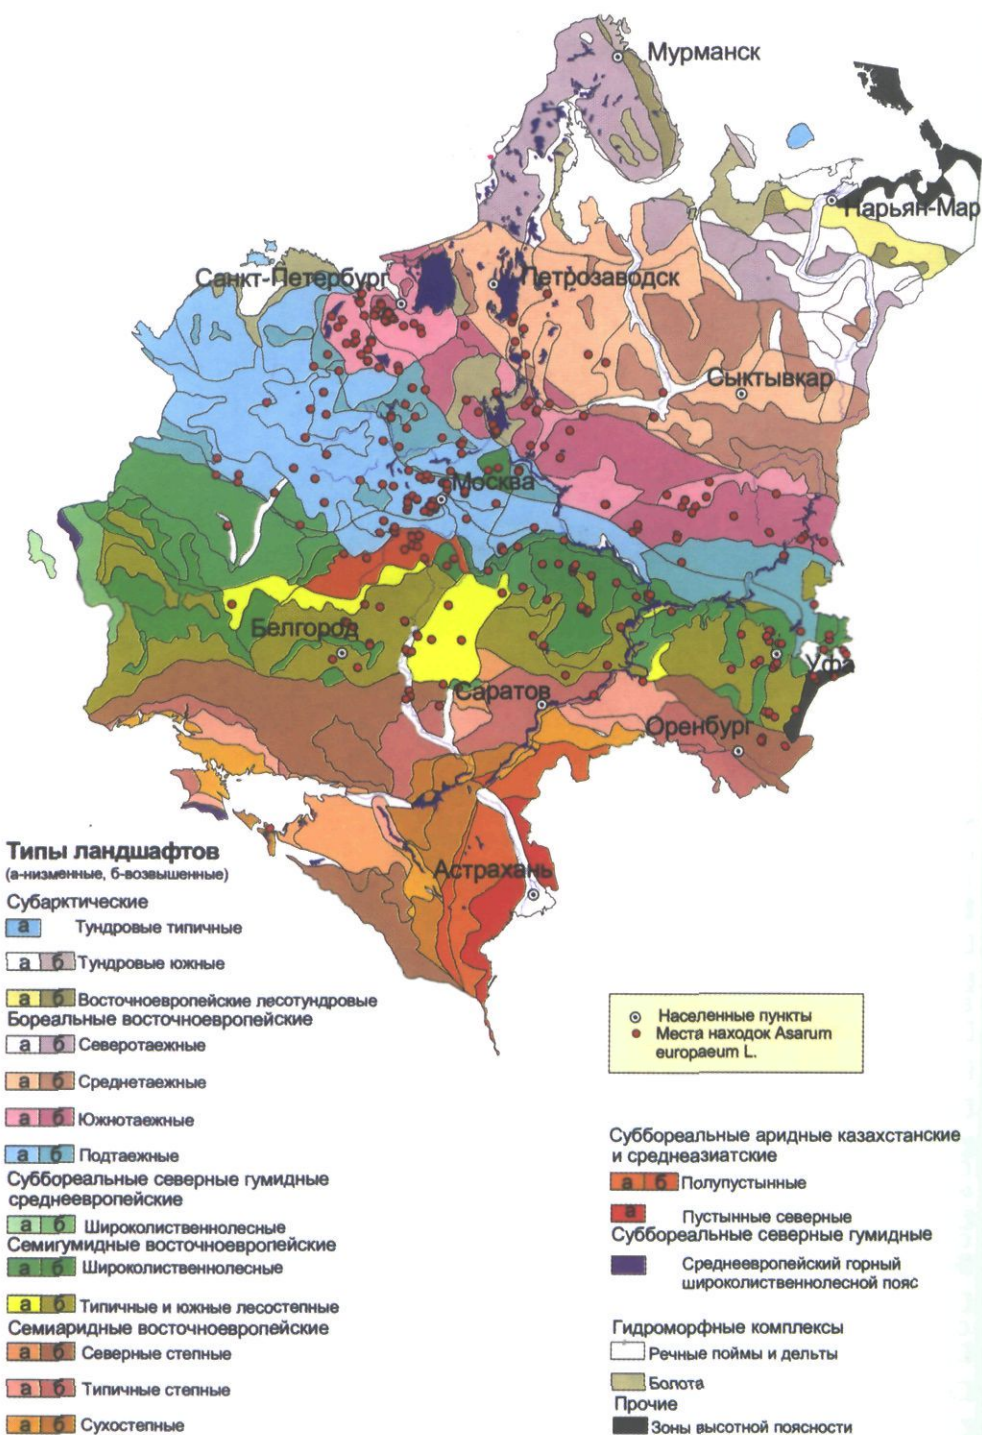 Мурманск
Нарьян-Мар
Санкт-Петербург
Петрозаводск
Сыктывкар
Москва
Белгород
Уфа
Саратов
Оренбург
Астрахань
Типы ландшафтов
(а-низменные, б-возвышенные)
Субарктические
а Тундровые типичные
а б Тундровые южные
а б Восточноевропейские лесотундровые
Бореальные восточноевропейские
а б Северотаежные
а б Среднетаежные
а б Южнотаежные
а б Подтаежные
Суббореальные северные гумидные
среднеевропейские
а б Широколиственнолесные
Семигумидные восточноевропейские
а б Широколиственнолесные
а б Типичные и южные лесостепные
Семиаридные восточноевропейские
а б Северные степные
а б Типичные степные
а б Сухостепные
Населенные пункты
Места находок Asarum
europaeum L.
Суббореальные аридные казахстанские
и среднеазиатские
а б Полупустынные
а Пустынные северные
Суббореальные северные гумидные
Среднеевропейский горный
широколиственнолесной пояс
Гидроморфные комплексы
Речные поймы и дельты
Болота
Прочие
Зоны высотной поясности